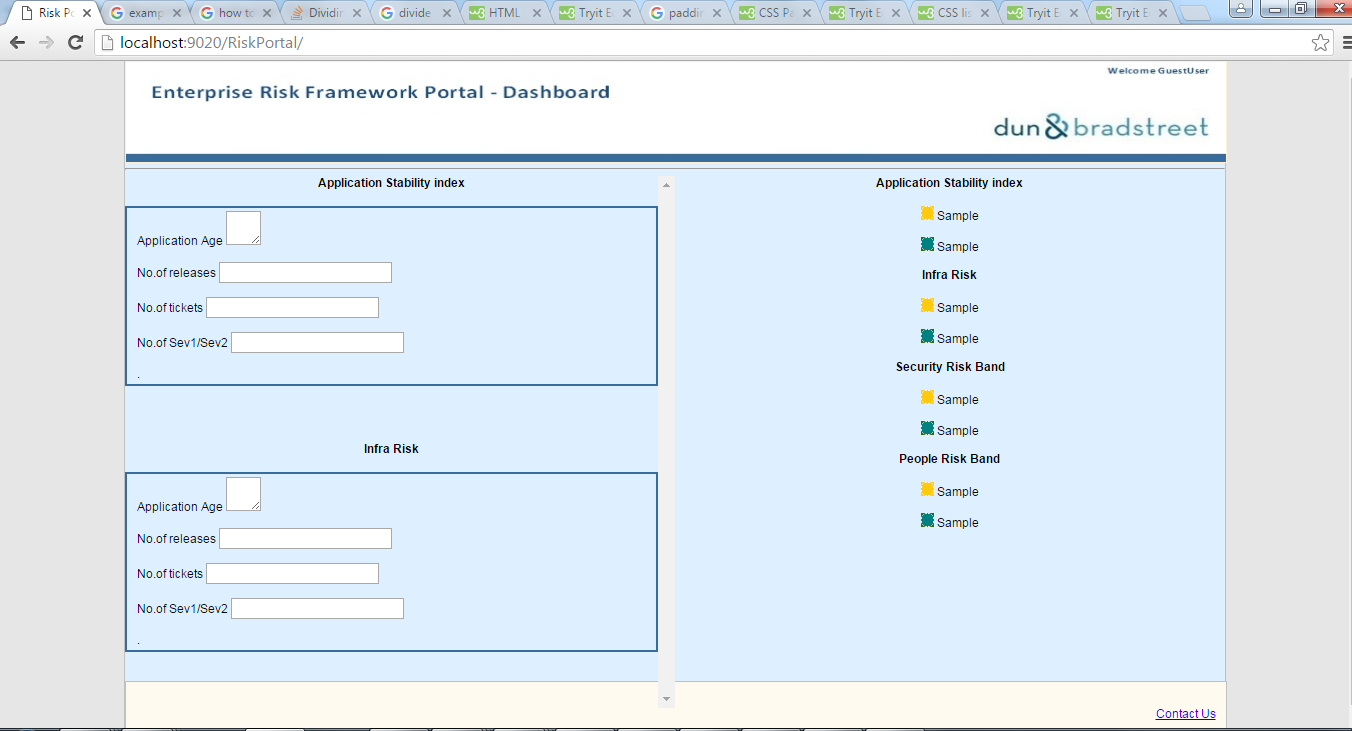 Risk Po
examp
how to
Dividin
divide
HTML
Tryit E
paddin
CSS Pa
Tryit E
CSS lis
Tryit E
Tryit E
localhost:9020/RiskPortal/
Welcome GuestUser
Enterprise Risk Framework Portal - Dashboard
dun & bradstreet
Application Stability index
Application Age
No.of releases
No.of tickets
No.of Sev1/Sev2
.
Infra Risk
Application Age
No.of releases
No.of tickets
No.of Sev1/Sev2
.
Application Stability index
Sample
Sample
Infra Risk
Sample
Sample
Security Risk Band
Sample
Sample
People Risk Band
Sample
Sample
Contact Us